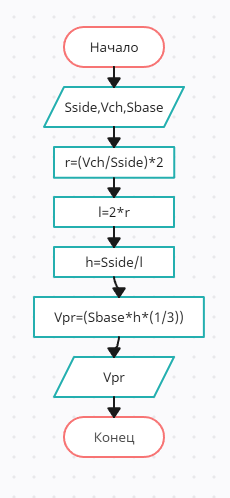 Начало
Sside,Vch,Sbase
r=(Vch/Sside)*2
l=2*r
h=Sside/l
Vpr=(Sbase*h*(1/3))
Vpr
Конец